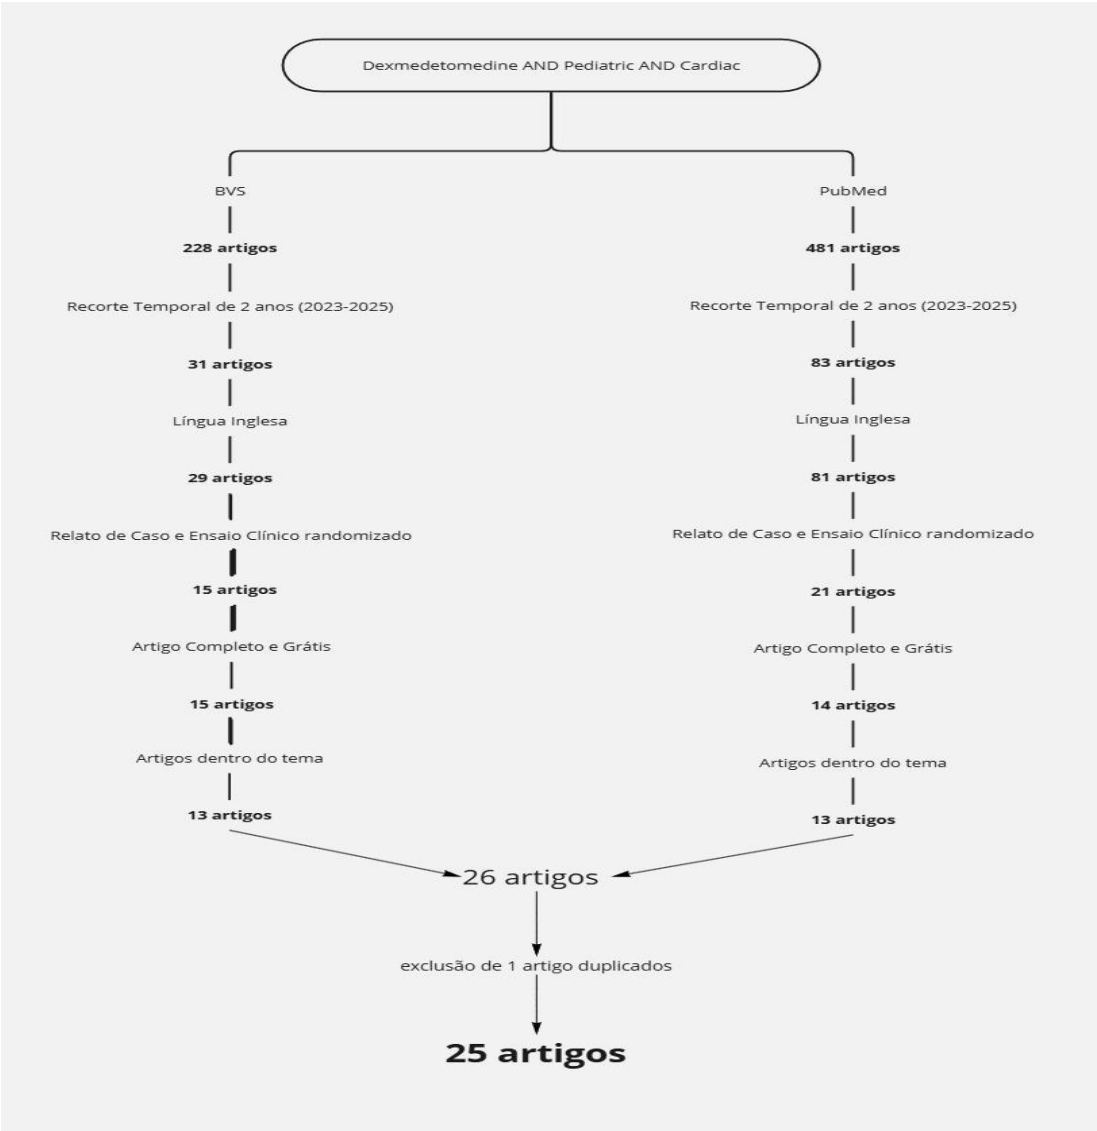 Dexmedetomedine AND Pediatric AND Cardiac
BVS
228 artigos
Recorte Temporal de 2 anos (2023-2025)
31 artigos
Língua Inglesa
29 artigos
Relato de Caso e Ensaio Clínico randomizado
15 artigos
Artigo Completo e Grátis
15 artigos
Artigos dentro do tema
13 artigos
PubMed
481 artigos
Recorte Temporal de 2 anos (2023-2025)
83 artigos
Língua Inglesa
81 artigos
Relato de Caso e Ensaio Clínico randomizado
21 artigos
Artigo Completo e Grátis
14 artigos
Artigos dentro do tema
13 artigos
26 artigos
exclusão de 1 artigo duplicados
25 artigos